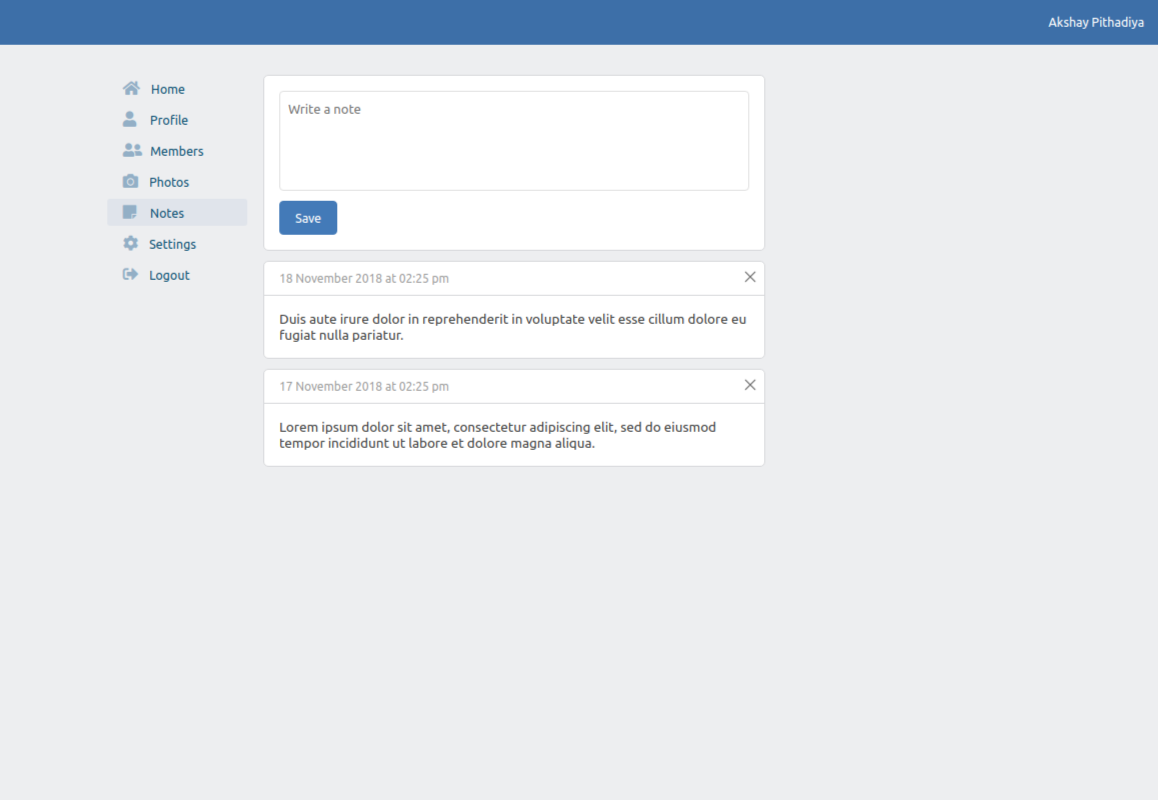 Akshay Pithadiya
Home
Profile
Members
Photos
Notes
Settings
Logout
Write a note
Save
18 November 2018 at 02:25 pm
Duis aute irure dolor in reprehenderit in voluptate velit esse cillum dolore eu
fugiat nulla pariatur.
17 November 2018 at 02:25 pm
Lorem ipsum dolor sit amet, consectetur adipiscing elit, sed do eiusmod
tempor incididunt ut labore et dolore magna aliqua.